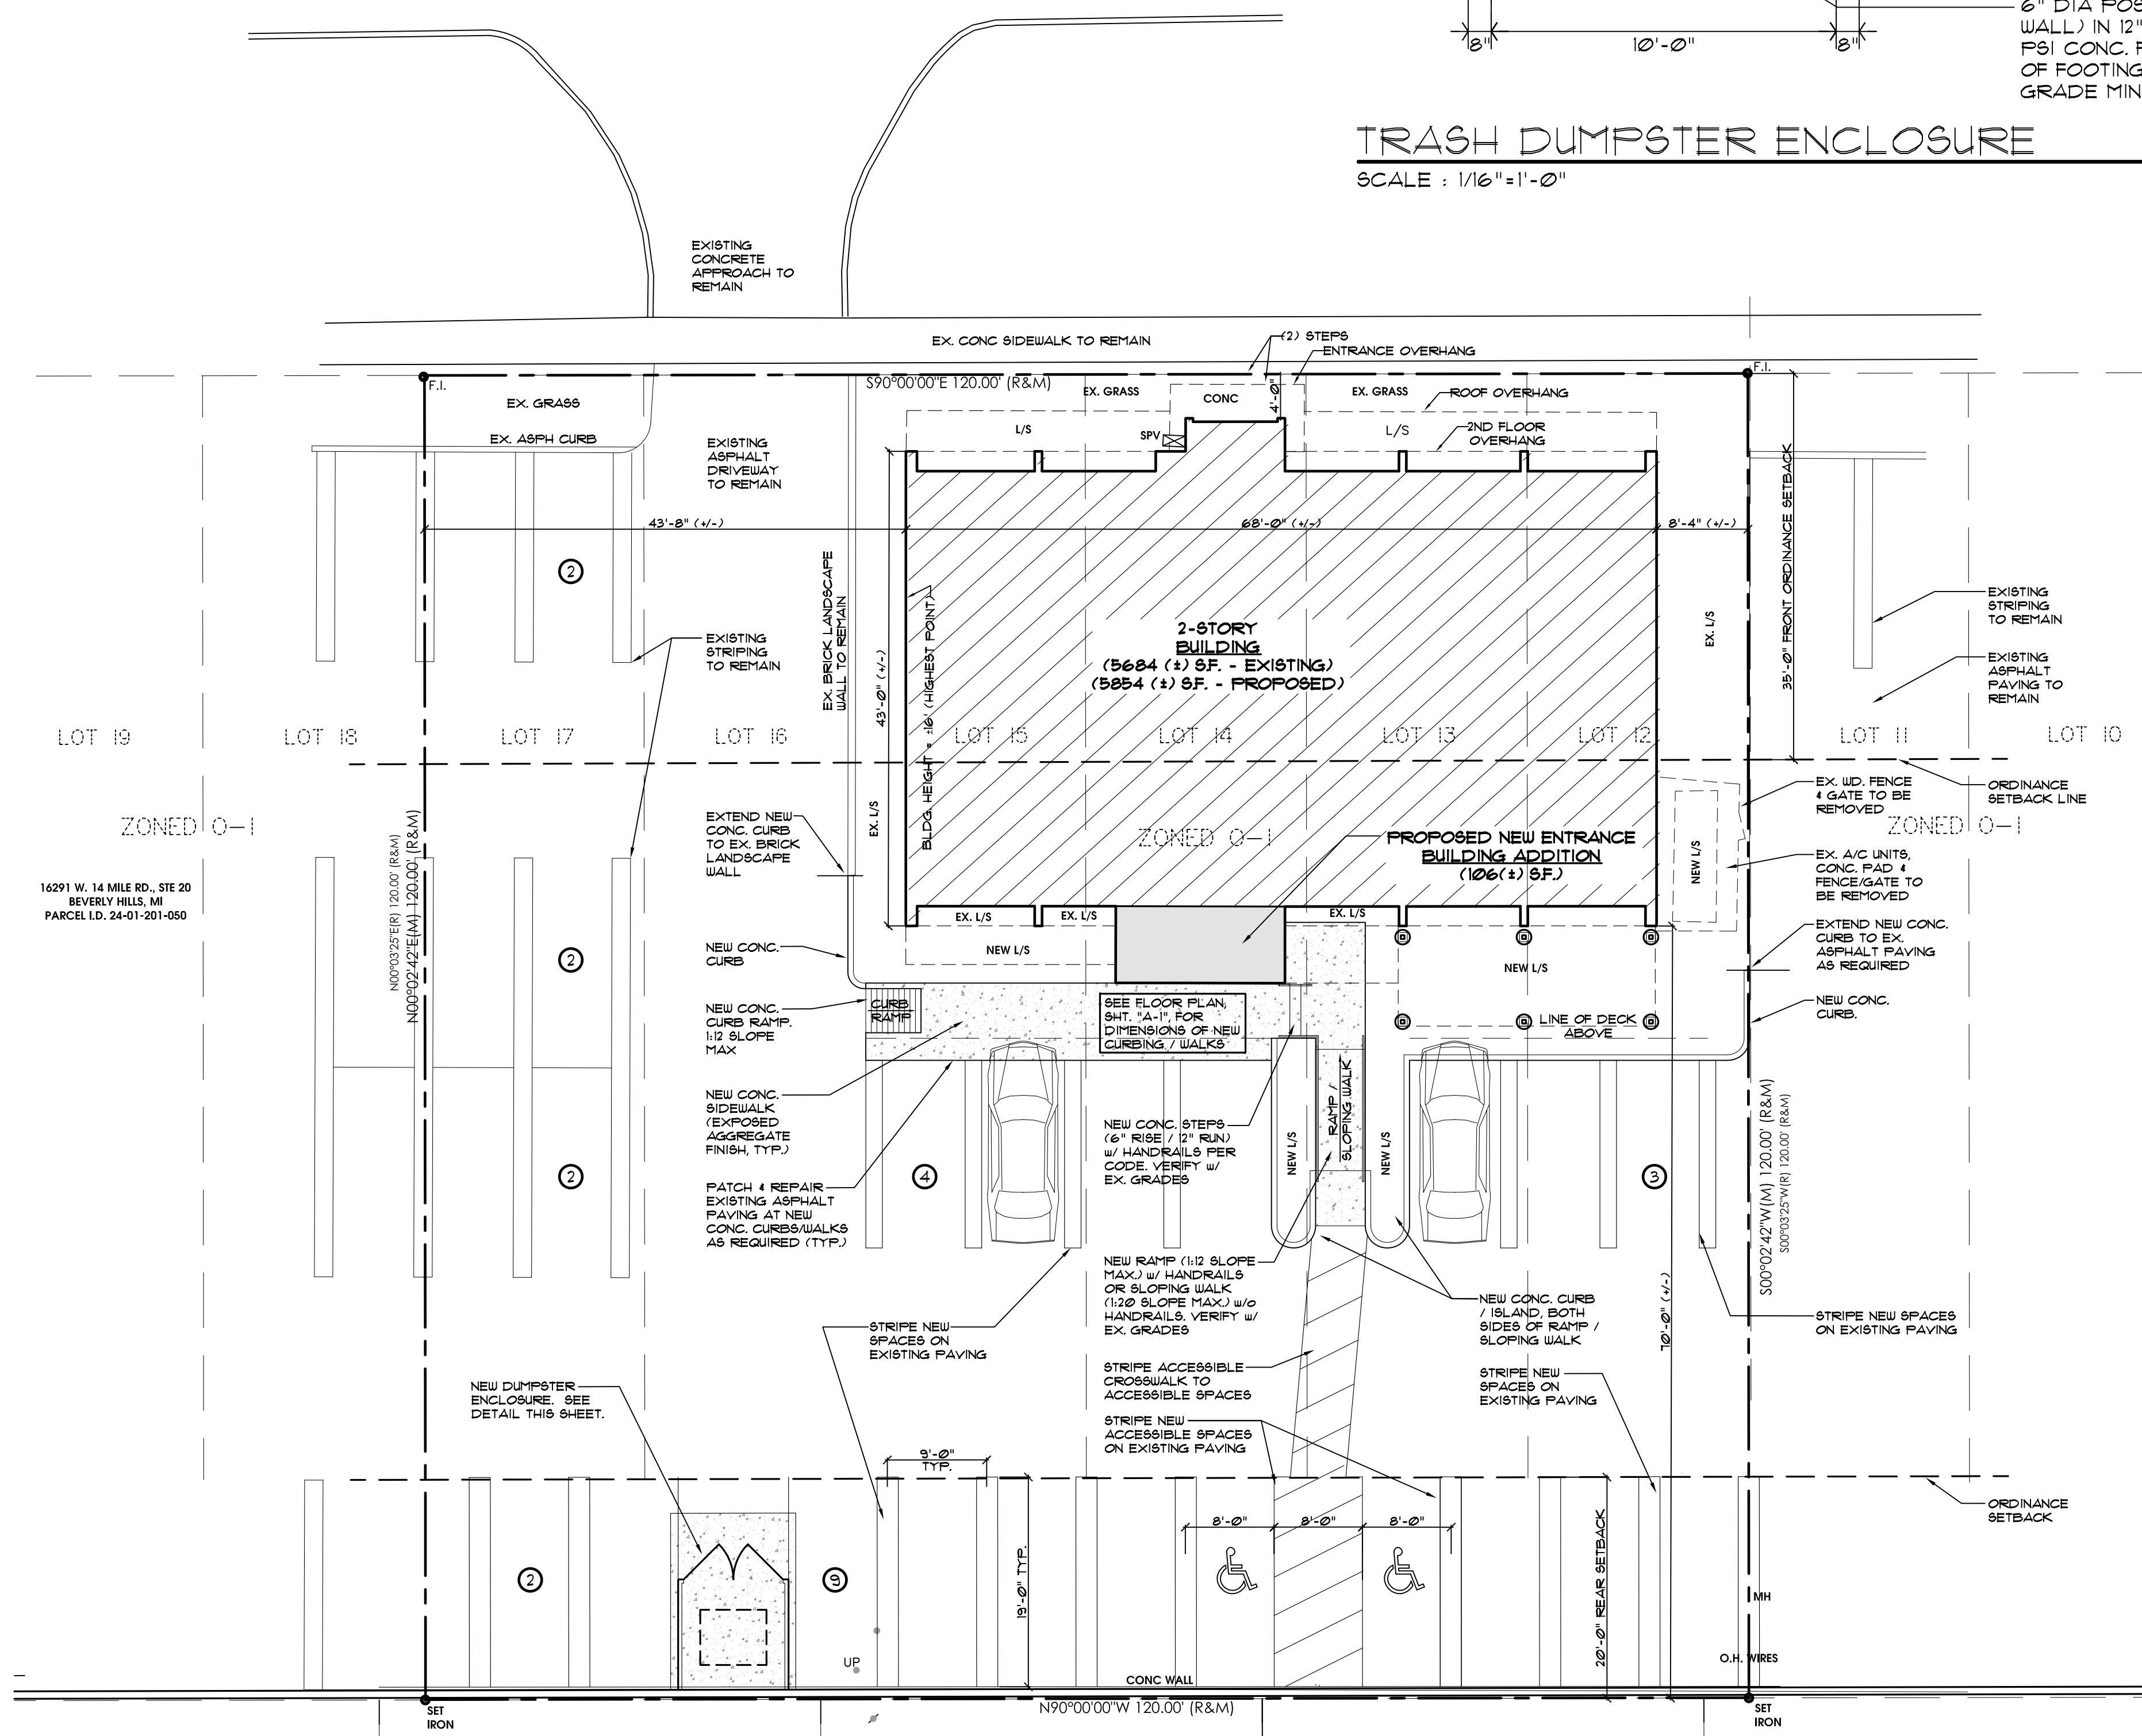 8"
10'-0"
8"
6" DIA POS
WALL) IN 12"
PSI CONC. F
OF FOOTING
GRADE MIN
TRASH DUMPSTER ENCLOSURE
SCALE : 1/16"=1'-0"
EXISTING
CONCRETE
APPROACH TO
REMAIN
EX. CONC SIDEWALK TO REMAIN
(2) STEPS
ENTRANCE OVERHANG
F.I.
S90°00'00"E 120.00' (R&M)
F.I.
EX. GRASS
EX. GRASS
CONC
4'-0"
EX. GRASS
ROOF OVERHANG
EX. ASPH CURB
EXISTING
ASPHALT
DRIVEWAY
TO REMAIN
L/S
SPV
L/S
2ND FLOOR
OVERHANG
43'-8" (+/-)
68'-0" (+/-)
8'-4" (+/-)
35'-0" FRONT ORDINANCE SETBACK
2
EX. BRICK LANDSCAPE
WALL TO REMAIN
43'-0" (+/-)
BLDG. HEIGHT = ±16' (HIGHEST POINT)
EX. L/S
EXISTING
STRIPING
TO REMAIN
2-STORY
BUILDING
(5684 (±) S.F. - EXISTING)
(5854 (±) S.F. - PROPOSED)
EXISTING
STRIPING
TO REMAIN
EXISTING
ASPHALT
PAVING TO
REMAIN
LOT 19
LOT 18
LOT 17
LOT 16
LOT 15
LOT 14
LOT 13
LOT 12
LOT 11
LOT 10
EX. WD. FENCE
& GATE TO BE
REMOVED
ORDINANCE
SETBACK LINE
ZONED O-1
ZONED O-1
ZONED O-1
EXTEND NEW
CONC. CURB
TO EX. BRICK
LANDSCAPE
WALL
EX. L/S
PROPOSED NEW ENTRANCE
BUILDING ADDITION
(106(±) S.F.)
NEW L/S
EX. A/C UNITS,
CONC. PAD &
FENCE/GATE TO
BE REMOVED
16291 W. 14 MILE RD., STE 20
BEVERLY HILLS, MI
PARCEL I.D. 24-01-201-050
N00°03'25"E(R) 120.00' (R&M)
N00°02'42"E(M) 120.00' (R&M)
EX. L/S
EX. L/S
EX. L/S
NEW CONC.
CURB
NEW L/S
NEW L/S
EXTEND NEW CONC.
CURB TO EX.
ASPHALT PAVING
AS REQUIRED
2
NEW CONC.
CURB RAMP.
1:12 SLOPE
MAX
CURB
RAMP
SEE FLOOR PLAN,
SHT. "A-1", FOR
DIMENSIONS OF NEW
CURBING / WALKS
LINE OF DECK
ABOVE
NEW CONC.
CURB.
NEW CONC.
SIDEWALK
(EXPOSED
AGGREGATE
FINISH, TYP.)
NEW CONC. STEPS
(6" RISE / 12" RUN)
w/ HANDRAILS PER
CODE. VERIFY w/
EX. GRADES
NEW L/S
RAMP /
SLOPING WALK
NEW L/S
2
4
3
S00°02'42"W(M) 120.00' (R&M)
S00°03'25"W(R) 120.00' (R&M)
PATCH & REPAIR
EXISTING ASPHALT
PAVING AT NEW
CONC. CURBS/WALKS
AS REQUIRED (TYP.)
NEW RAMP (1:12 SLOPE
MAX.) w/ HANDRAILS
OR SLOPING WALK
(1:20 SLOPE MAX.) w/o
HANDRAILS. VERIFY w/
EX. GRADES
NEW CONC. CURB
/ ISLAND, BOTH
SIDES OF RAMP /
SLOPING WALK
70'-0" (+/-)
STRIPE NEW SPACES
ON EXISTING PAVING
STRIPE NEW
SPACES ON
EXISTING PAVING
STRIPE ACCESSIBLE
CROSSWALK TO
ACCESSIBLE SPACES
STRIPE NEW
SPACES ON
EXISTING PAVING
NEW DUMPSTER
ENCLOSURE. SEE
DETAIL THIS SHEET.
STRIPE NEW
ACCESSIBLE SPACES
ON EXISTING PAVING
9'-0"
TYP.
ORDINANCE
SETBACK
8'-0"
8'-0"
8'-0"
2
9
19'-0" TYP.
20'-0" REAR SETBACK
MH
UP
O.H. WIRES
CONC WALL
N90°00'00"W 120.00' (R&M)
SET
IRON
SET
IRON